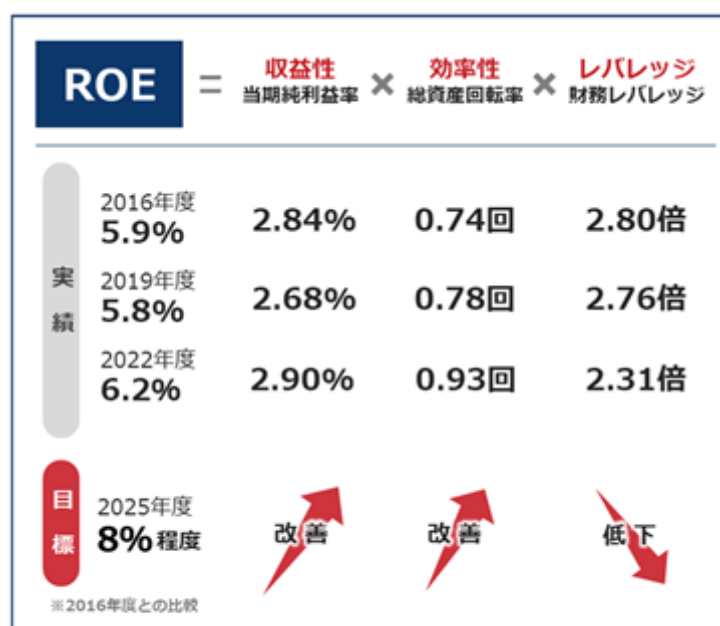 ROE = 収益性 × 効率性 × レバレッジ
当期純利益率 総資産回転率 財務レバレッジ
実績
2016年度
5.9% 2.84% 0.74回 2.80倍
2019年度
5.8% 2.68% 0.78回 2.76倍
2022年度
6.2% 2.90% 0.93回 2.31倍
目標
2025年度
8%程度 改善 改善 低下
※2016年度との比較